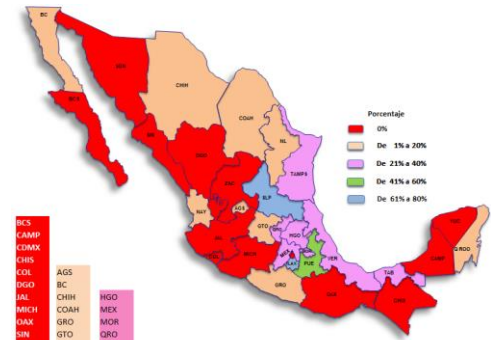 BC
BCS
SON
CHIH
COAH
NL
TAMPS
SIN
DGO
ZAC
SLP
NAY
AGS
GTO
HGO
JAL
MICH
MEX
PUE
VER
GRO
OAX
TAB
CHIS
CAMP
YUC
Q ROO
Porcentaje
0%
De 1% a 20%
De 21% a 40%
De 41% a 60%
De 61% a 80%
BCS
CAMP
CDMX
CHIS
COL AGS
DGO BC
JAL CHIH HGO
MICH COAH MEX
OAX GRO MOR
SIN GTO QRO